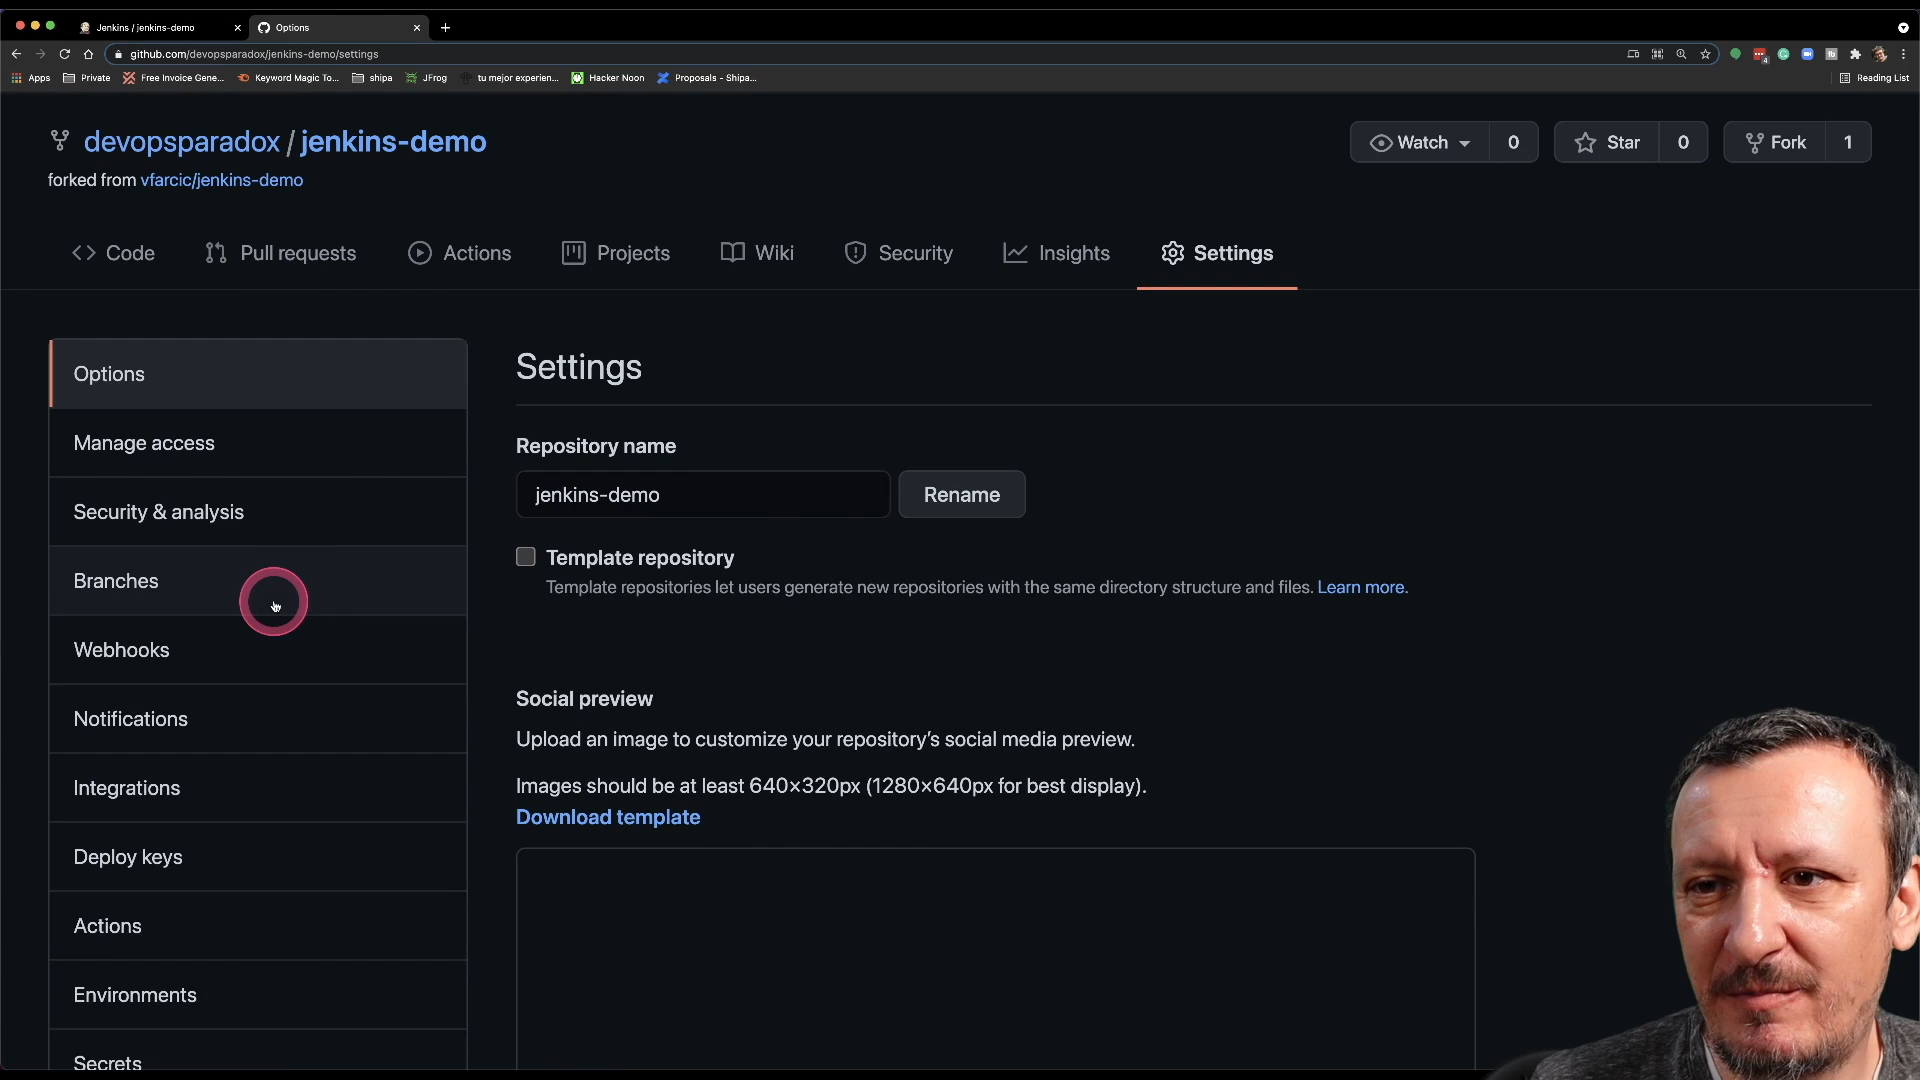 Jenkins / jenkins-demo
Options
github.com/devopsparadox/jenkins-demo/settings
Apps Private Free Invoice Gene... Keyword Magic To... shipa JFrog tu mejor experien... Hacker Noon Proposals - Shipa... Reading List
devopsparadox / jenkins-demo
Watch 0 Star 0 Fork 1
forked from vfarcic/jenkins-demo
Code Pull requests Actions Projects Wiki Security Insights Settings
Options
Manage access
Security & analysis
Branches
Webhooks
Notifications
Integrations
Deploy keys
Actions
Environments
Secrets
Settings
Repository name
jenkins-demo Rename
Template repository
Template repositories let users generate new repositories with the same directory structure and files. Learn more.
Social preview
Upload an image to customize your repository's social media preview.
Images should be at least 640×320px (1280×640px for best display).
Download template